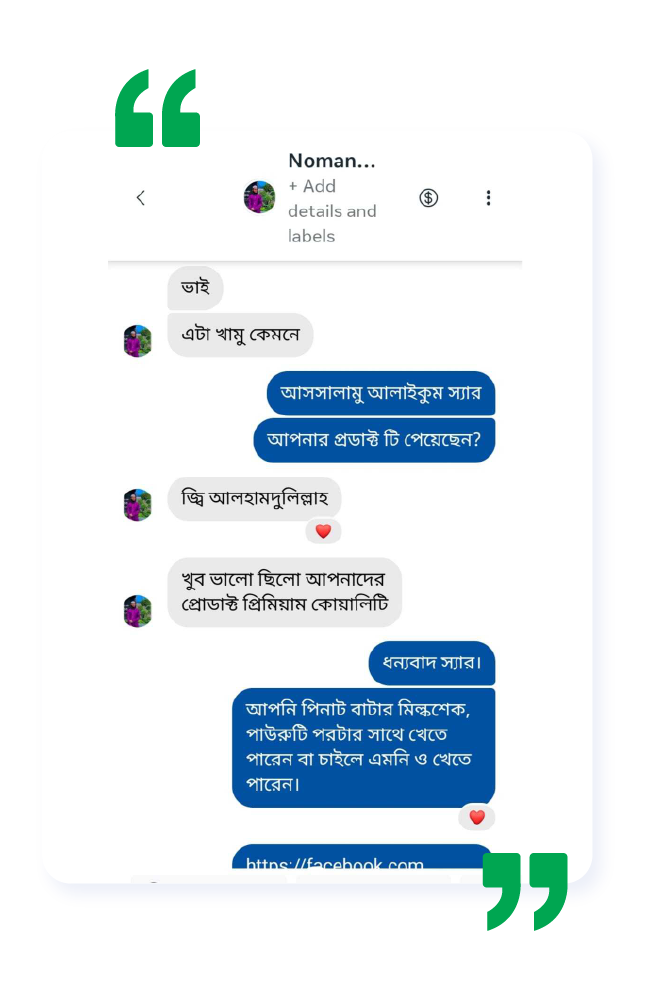 Noman...
+ Add
details and
labels
ভাই
এটা খামু কেমনে
আসসালামু আলাইকুম স্যার
আপনার প্রডাক্ট টি পেয়েছেন?
জ্বি আলহামদুলিল্লাহ
খুব ভালো ছিলো আপনাদের
প্রোডাক্ট প্রিমিয়াম কোয়ালিটি
ধন্যবাদ স্যার।
আপনি পিনাট বাটার মিল্কশেক,
পাউরুটি পরটার সাথে খেতে
পারেন বা চাইলে এমনি ও খেতে
পারেন।
https://facebook.com